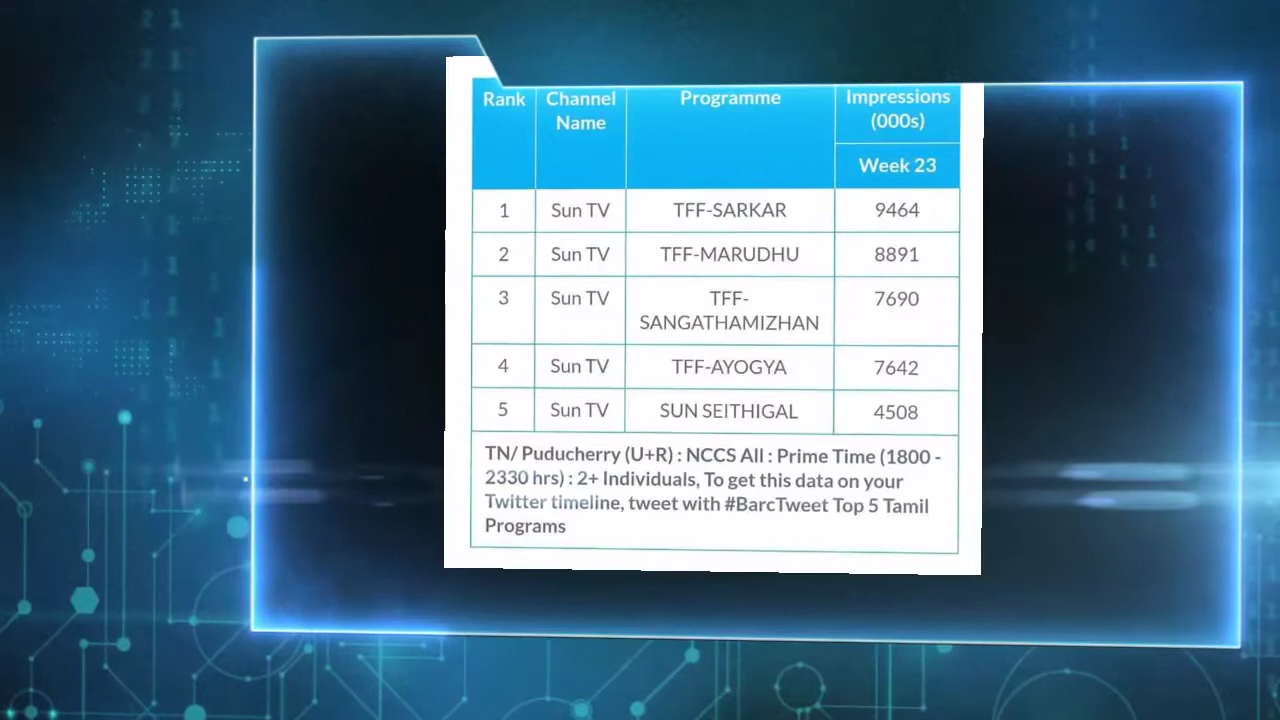 Rank Channel Name Programme Impressions (000s)
Week 23
1 Sun TV TFF-SARKAR 9464
2 Sun TV TFF-MARUDHU 8891
3 Sun TV TFF-SANGATHAMIZHAN 7690
4 Sun TV TFF-AYOGYA 7642
5 Sun TV SUN SEITHIGAL 4508
TN/ Puducherry (U+R) : NCCS All : Prime Time (1800 -
2330 hrs) : 2+ Individuals, To get this data on your
Twitter timeline, tweet with #BarcTweet Top 5 Tamil
Programs